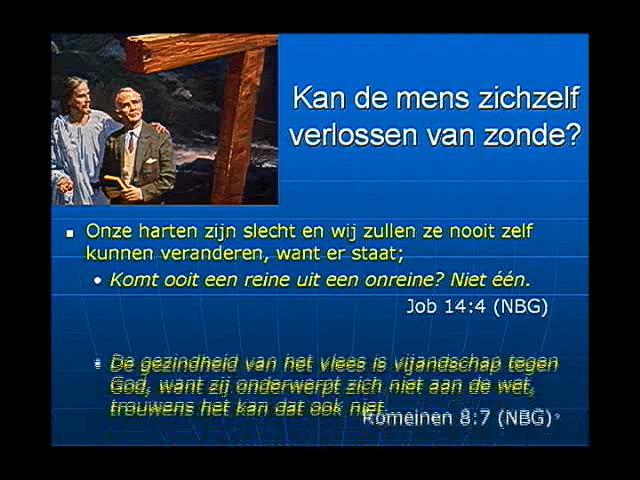 Kan de mens zichzelf
verlossen van zonde?
Onze harten zijn slecht en wij zullen ze nooit zelf
kunnen veranderen, want er staat;
Komt ooit een reine uit een onreine? Niet één.
Job 14:4 (NBG)
De gezindheid van het vlees is vijandschap tegen
God, want zij onderwerpt zich niet aan de wet,
trouwens het kan dat ook niet.
Romeinen 8:7 (NBG)